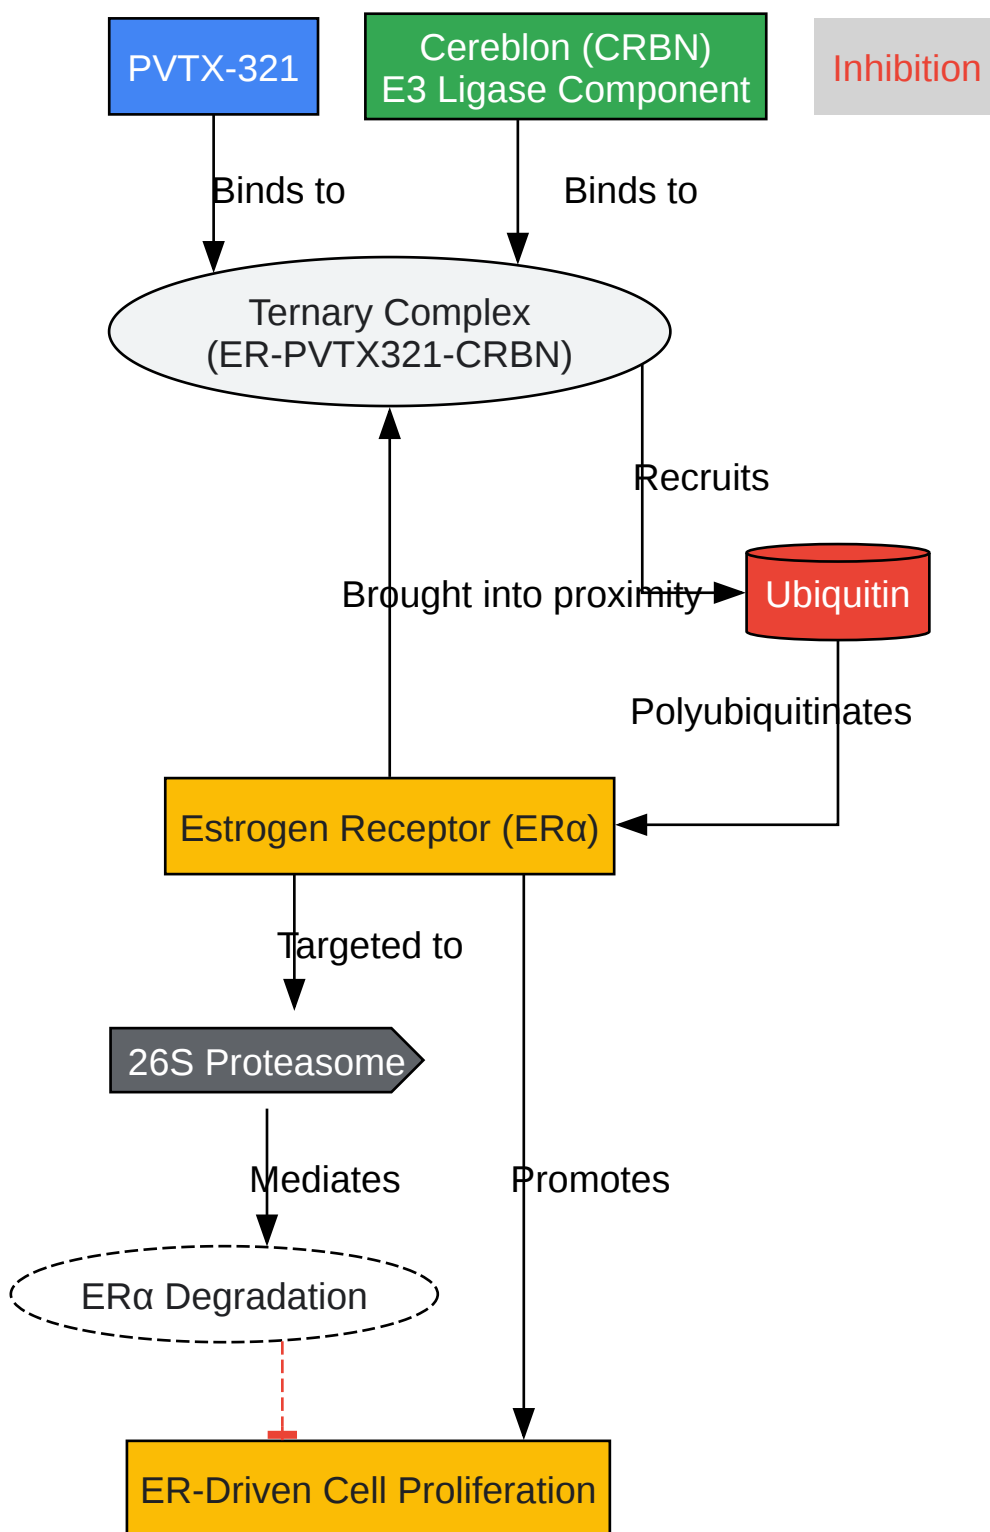 PVTX-321
Cereblon (CRBN)
E3 Ligase Component
Inhibition
Binds to
Binds to
Ternary Complex
(ER-PVTX321-CRBN)
Recruits
Brought into proximity
Ubiquitin
Polyubiquitinates
Estrogen Receptor (ERα)
Targeted to
26S Proteasome
Mediates
Promotes
ERα Degradation
ER-Driven Cell Proliferation